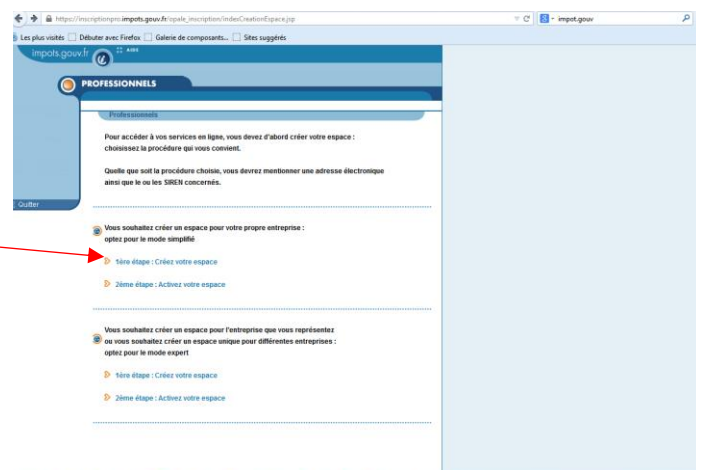 https://inscriptionpro.impots.gouv.fr/opale_inscription/indexCreationEspace.jsp
impot.gouv
Les plus visités Débuter avec Firefox Galerie de composants... Sites suggérés
impots.gouv.fr
PROFESSIONNELS
Professionnels
Pour accéder à vos services en ligne, vous devez d'abord créer votre espace :
choisissez la procédure qui vous convient.
Quelle que soit la procédure choisie, vous devrez mentionner une adresse électronique
ainsi que le ou les SIREN concernés.
Quitter
Vous souhaitez créer un espace pour votre propre entreprise :
optez pour le mode simplifié
1ère étape : Créez votre espace
2ème étape : Activez votre espace
Vous souhaitez créer un espace pour l'entreprise que vous représentez
ou vous souhaitez créer un espace unique pour différentes entreprises :
optez pour le mode expert
1ère étape : Créez votre espace
2ème étape : Activez votre espace